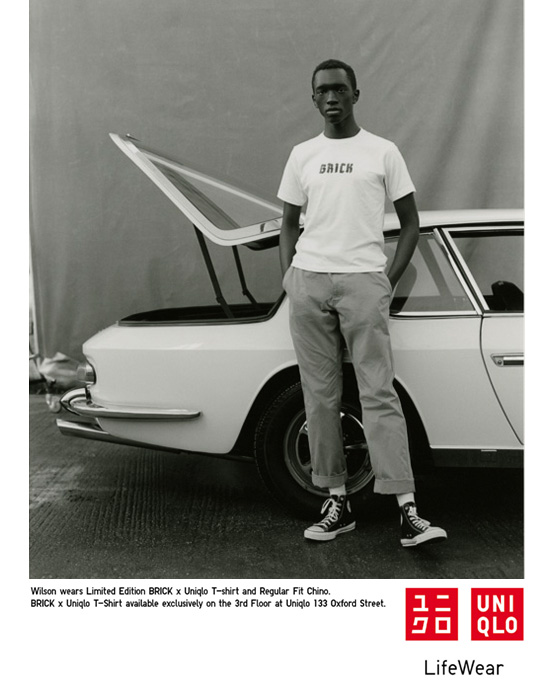 BRICK
Wilson wears Limited Edition BRICK x Uniqlo T-shirt and Regular Fit Chino.
BRICK x Uniqlo T-Shirt available exclusively on the 3rd Floor at Uniqlo 133 Oxford Street.
ユニ UNI
クロ QLO
LifeWear